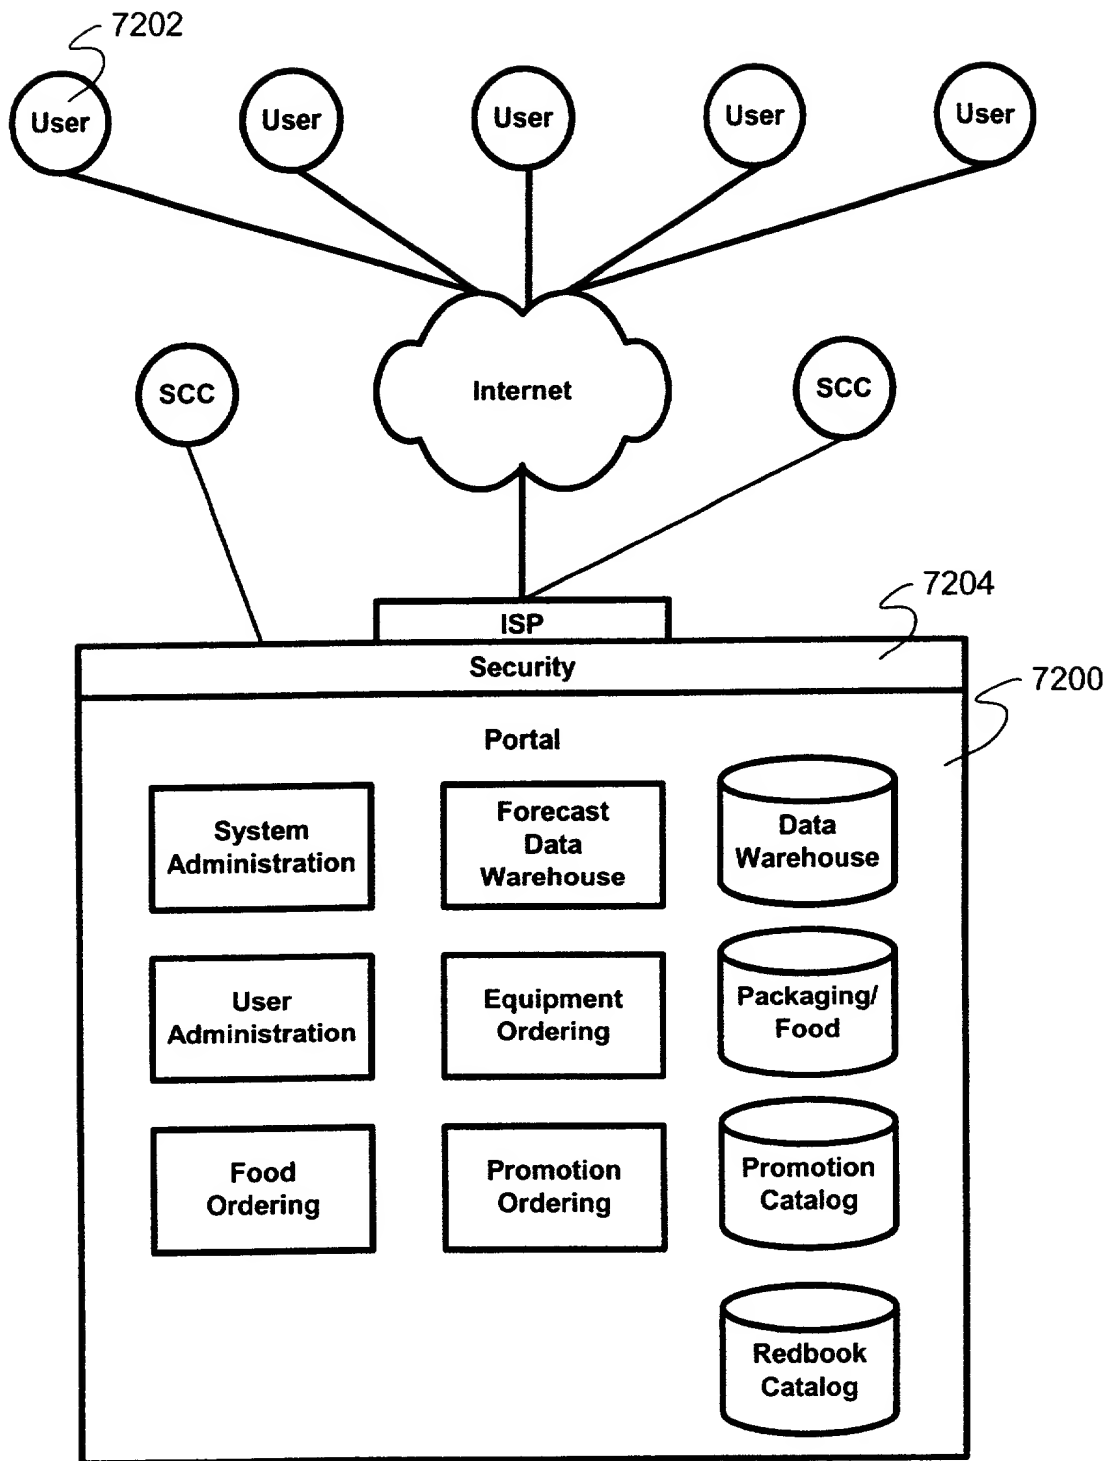 7202
User
User
User
User
User
Internet
SCC
SCC
7204
ISP
Security
7200
Portal
System
Administration
Forecast
Data
Warehouse
Data
Warehouse
User
Administration
Equipment
Ordering
Packaging/
Food
Food
Ordering
Promotion
Ordering
Promotion
Catalog
Redbook
Catalog